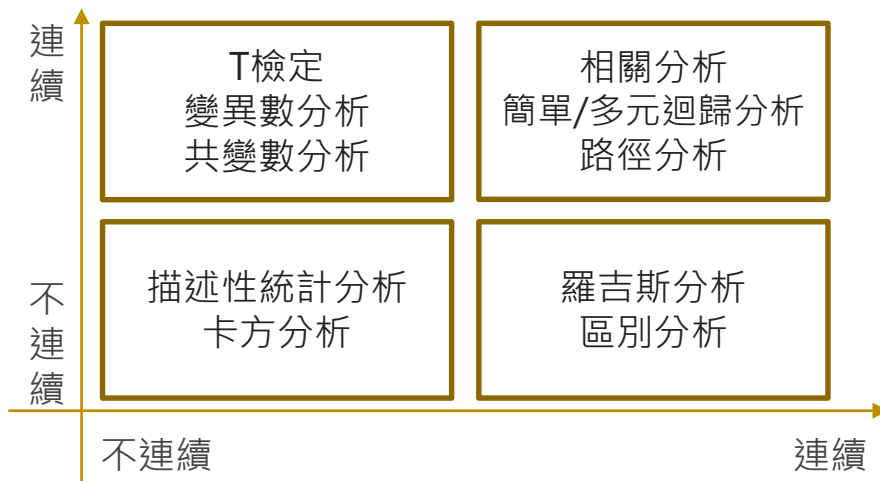 連續
T檢定
變異數分析
共變數分析
相關分析
簡單/多元迴歸分析
路徑分析
不連續
描述性統計分析
卡方分析
羅吉斯分析
區別分析
不連續
連續